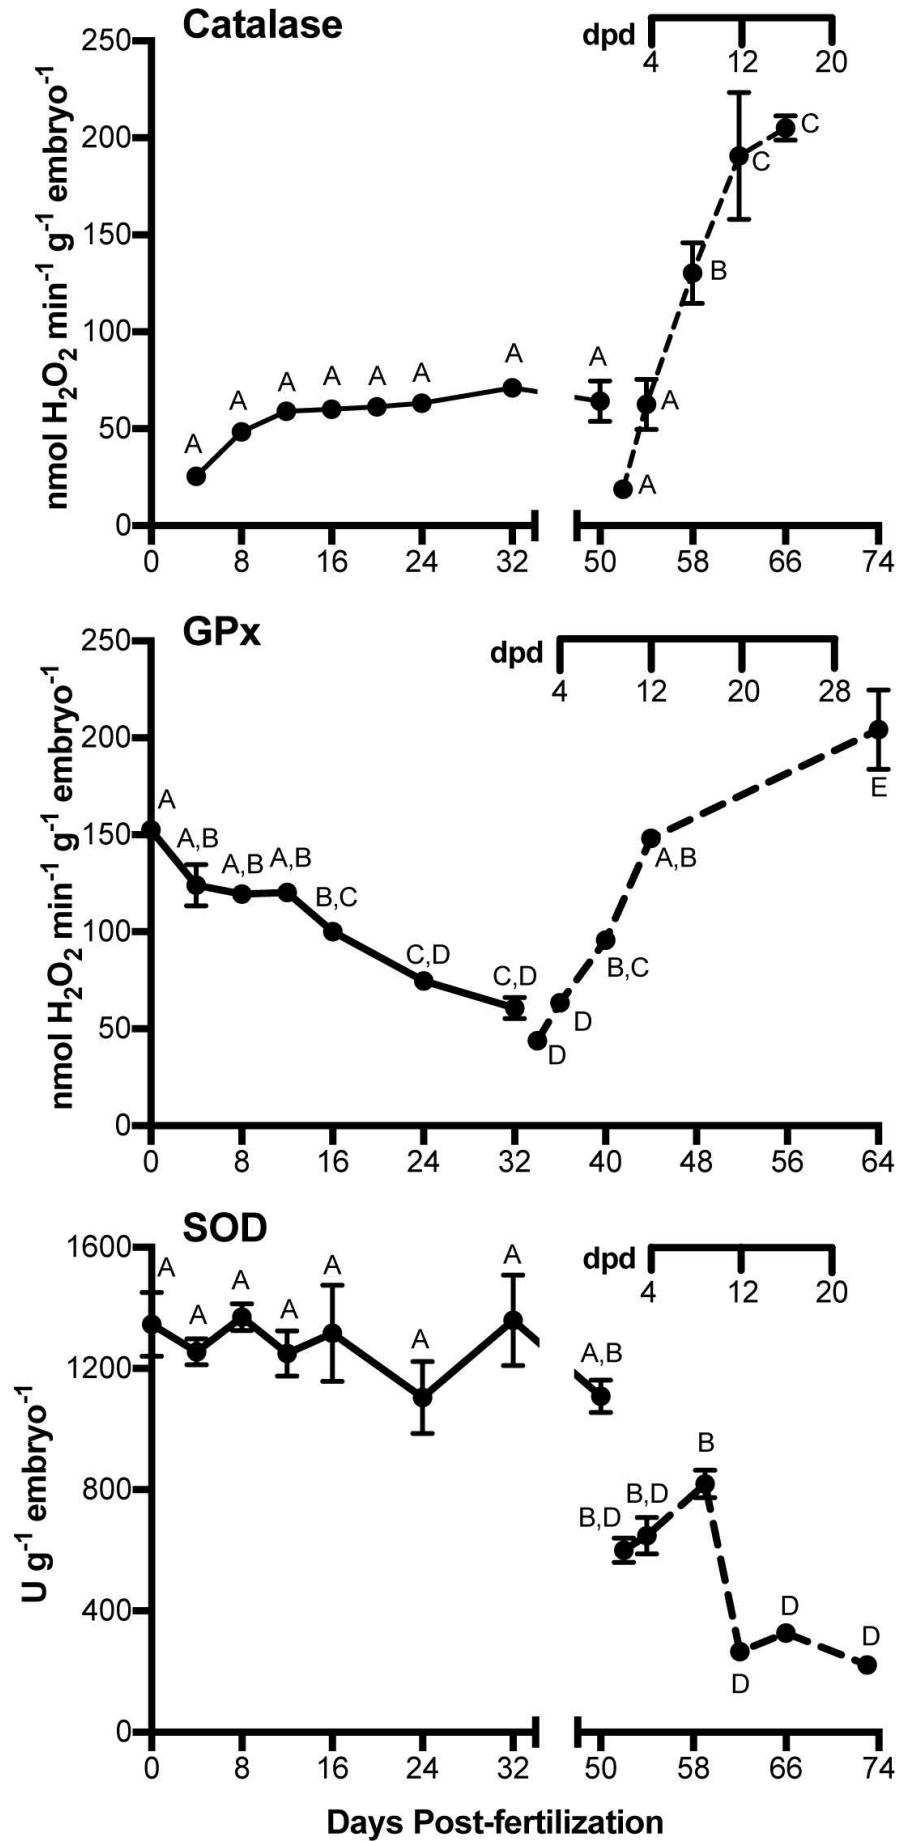 Catalase
dpd
4 12 20
250
200
150
100
50
0
nmol H₂O₂ min⁻¹ g⁻¹ embryo⁻¹
A A A A A A A A A A B C C
0 8 16 24 32 50 58 66 74
GPx
dpd
4 12 20 28
250
200
150
100
50
0
nmol H₂O₂ min⁻¹ g⁻¹ embryo⁻¹
A A,B A,B A,B B,C C,D C,D D D B,C A,B E
0 8 16 24 32 40 48 56 64
SOD
dpd
4 12 20
1600
1200
800
400
0
U g⁻¹ embryo⁻¹
A A A A A A A A,B B,D B,D B D D D
0 8 16 24 32 50 58 66 74
Days Post-fertilization